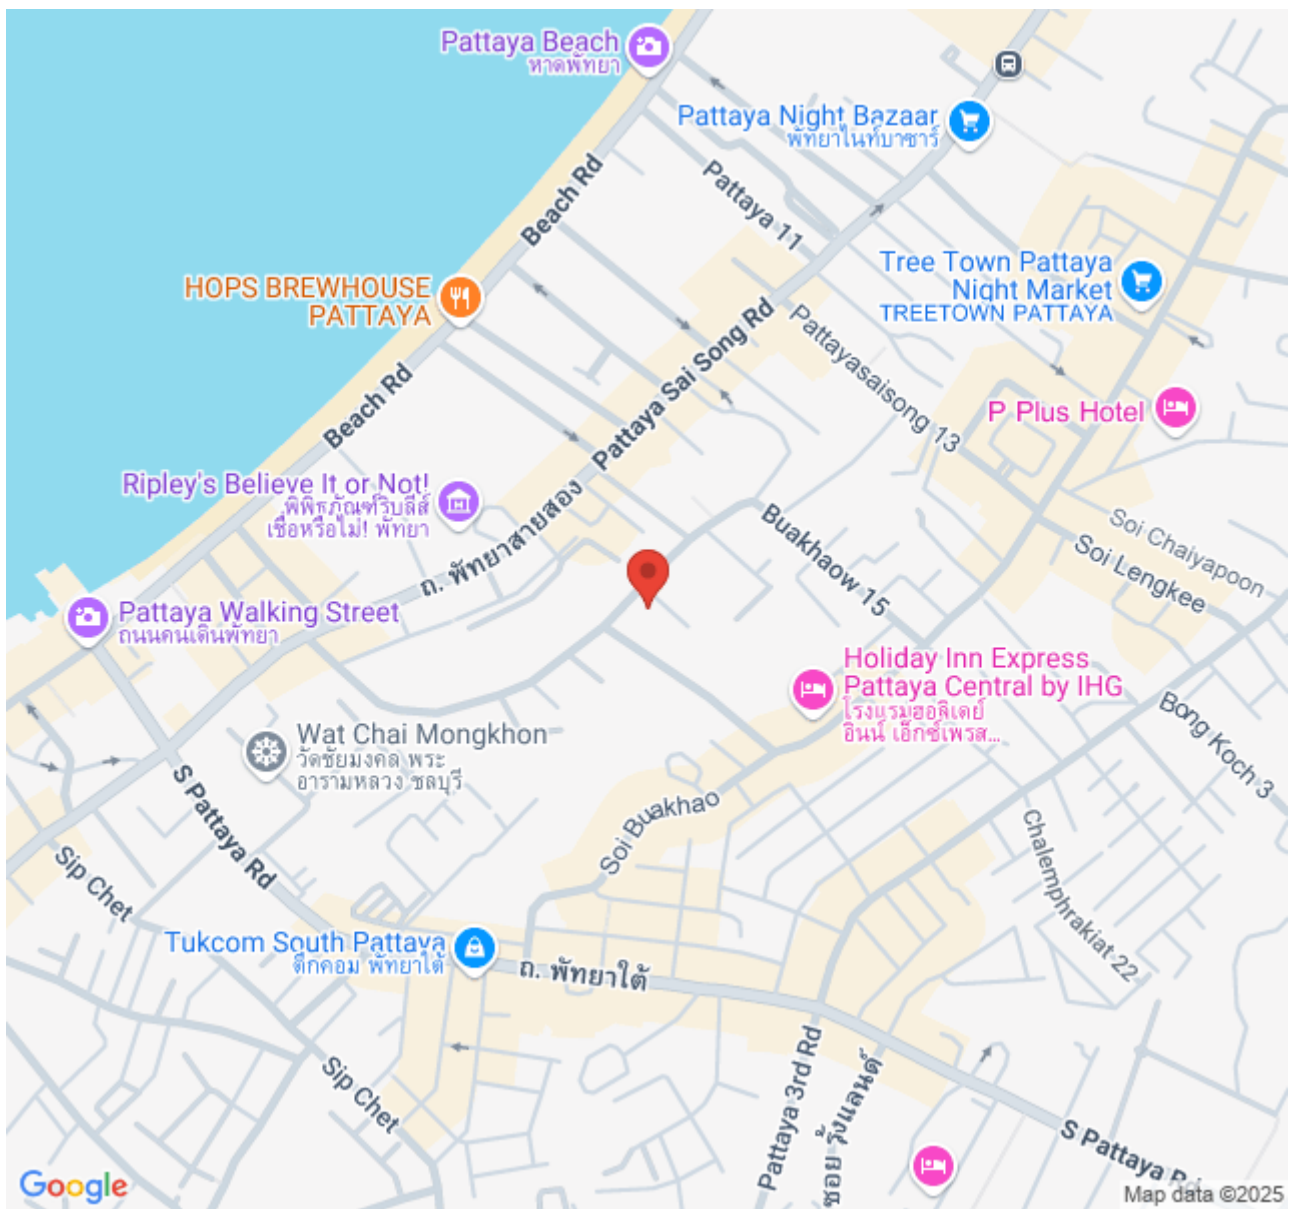 Pattaya Beach
หาดพัทยา
Pattaya Night Bazaar
พัทยาไนท์บาซาร์
Beach Rd
Pattaya 11
Tree Town Pattaya
Night Market
TREETOWN PATTAYA
HOPS BREWHOUSE
PATTAYA
Pattaya Sai Song Rd
Pattayasaisong 13
Beach Rd
P Plus Hotel
Ripley's Believe It or Not!
พิพิธภัณฑ์ริบลีส์
เชื่อหรือไม่! พัทยา
ถ. พัทยาสายสอง
Buakhaow 15
Soi Chaiyapoon
Soi Lengkee
Pattaya Walking Street
ถนนคนเดินพัทยา
Holiday Inn Express
Pattaya Central by IHG
โรงแรมฮอลิเดย์
อินน์ เอ็กซ์เพรส...
Bong Koch 3
Wat Chai Mongkhon
วัดชัยมงคล พระ
อารามหลวง ชลบุรี
S Pattaya Rd
Soi Buakhao
Chalemphrakiat 22
Sip Chet
Tukcom South Pattaya
ตึกคอม พัทยาใต้
ถ. พัทยาใต้
Sip Chet
Pattaya 3rd Rd
ซอย รุ้งแลนด์
S Pattaya Rd
Google
Map data ©2025